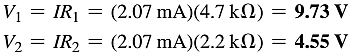 V₁ = IR₁ = (2.07 mA)(4.7 kΩ) = 9.73 V
V₂ = IR₂ = (2.07 mA)(2.2 kΩ) = 4.55 V